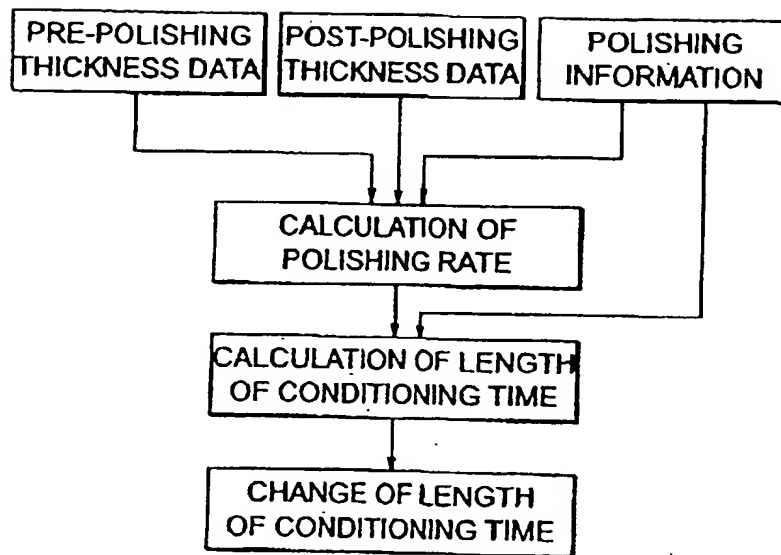 PRE-POLISHING
THICKNESS DATA
POST-POLISHING
THICKNESS DATA
POLISHING
INFORMATION
CALCULATION OF
POLISHING RATE
CALCULATION OF LENGTH
OF CONDITIONING TIME
CHANGE OF LENGTH
OF CONDITIONING TIME